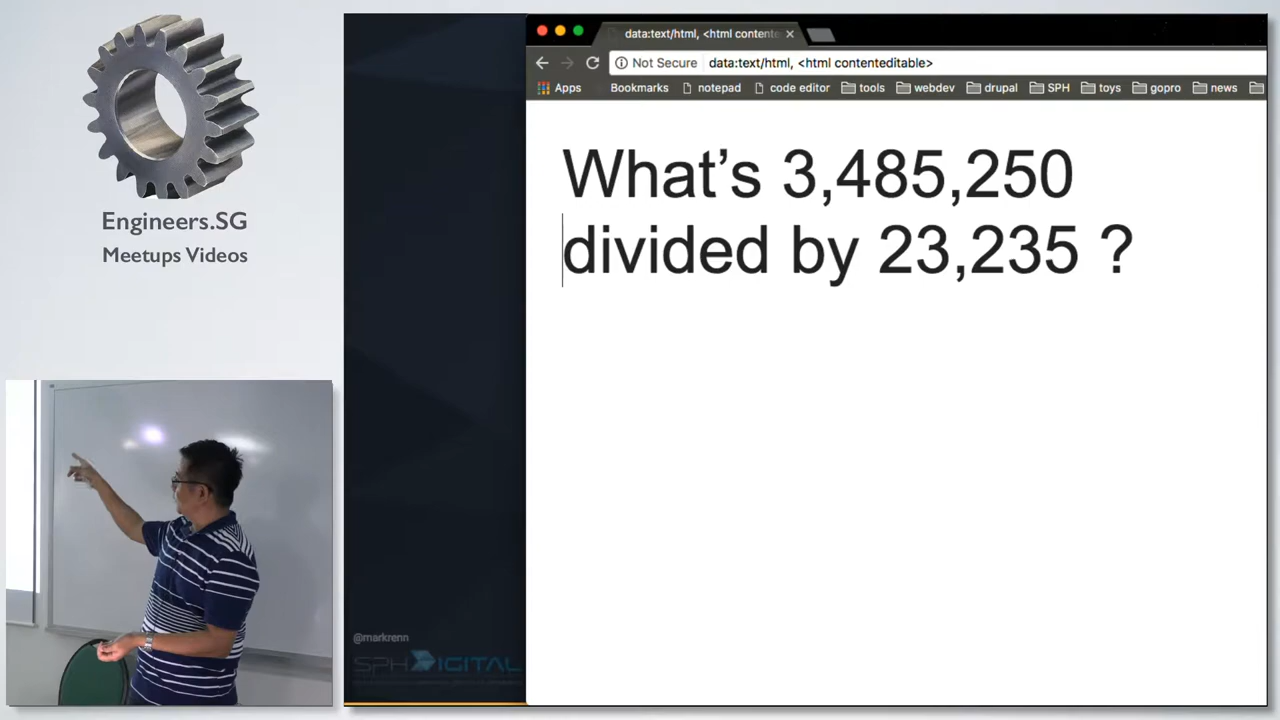 Engineers.SG
Meetups Videos
data:text/html, <html contente
Not Secure
data:text/html, <html contenteditable>
Apps
Bookmarks
notepad
code editor
tools
webdev
drupal
SPH
toys
gopro
news
What’s 3,485,250
divided by 23,235 ?
@markrenn
SPH DIGITAL